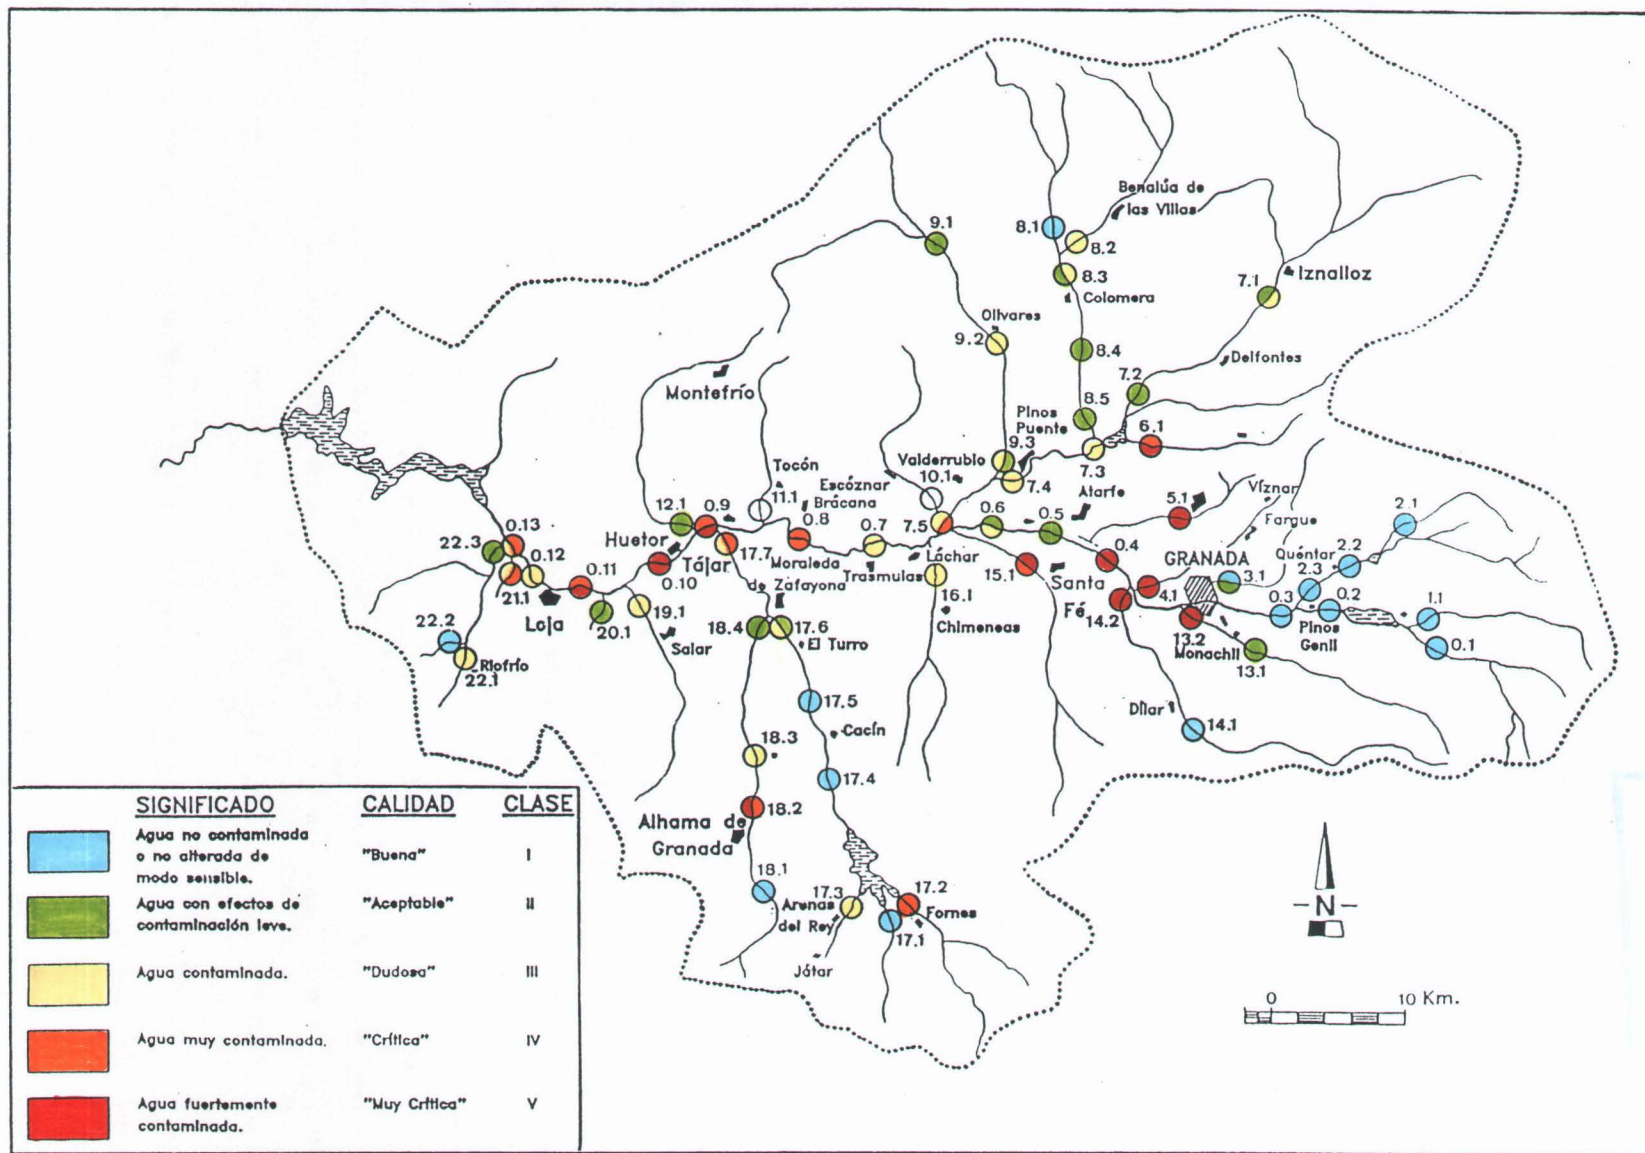 Benalúa de
las Villas
9.1
8.1
8.2
8.3
Colomera
7.1
Iznalloz
Olivares
9.2
8.4
Delfontes
Montefrío
7.2
8.5
Pinos
Puente
6.1
9.3
7.3
7.4
Valderrubio
10.1
Tocón
11.1
Escóznar
Brácana
Atarfe
5.1
Víznar
Fargue
2.1
12.1
0.9
0.8
0.7
7.5
0.6
0.5
0.4
GRANADA
Quéntar
2.2
2.3
3.1
0.13
22.3
0.12
Huetor
Tájar
17.7
Moraleda
de Zafayona
Trasmulas
Láchar
15.1
Santa
Fé
4.1
14.2
0.3
0.2
1.1
Pinos
Genil
0.1
0.11
0.10
21.1
Loja
20.1
19.1
Salar
16.1
Chimeneas
13.2
Monachil
13.1
22.2
Riofrío
22.1
18.4
17.6
El Turro
17.5
Cacín
Dílar
14.1
18.3
17.4
18.2
Alhama de
Granada
18.1
17.3
Arenas
del Rey
17.2
Fornes
17.1
Játar
SIGNIFICADO CALIDAD CLASE
Agua no contaminada
o no alterada de
modo sensible.
"Buena" I
Agua con efectos de
contaminación leve.
"Aceptable" II
Agua contaminada. "Dudosa" III
Agua muy contaminada. "Crítica" IV
Agua fuertemente
contaminada.
"Muy Crítica" V
N
0 10 Km.